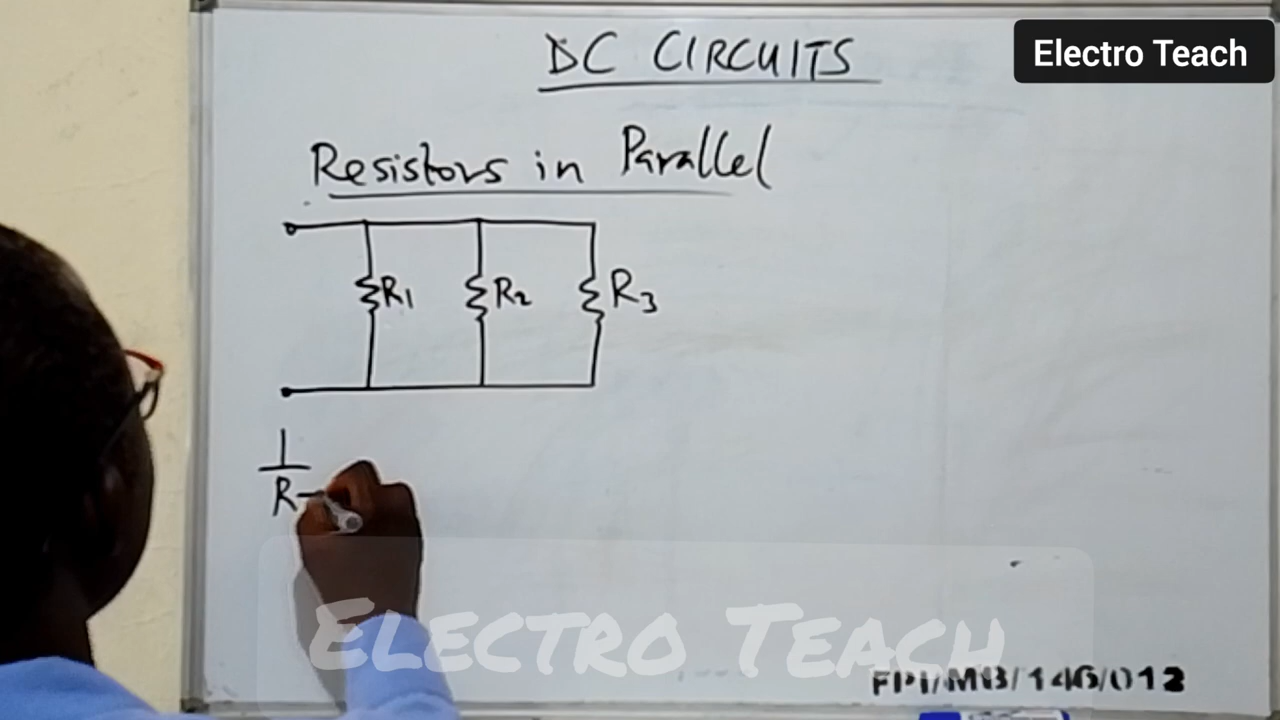 DC CIRCUITS
Electro Teach
Resistors in Parallel
R1 R2 R3
1
R
ELECTRO TEACH
FPI/MB/146/012